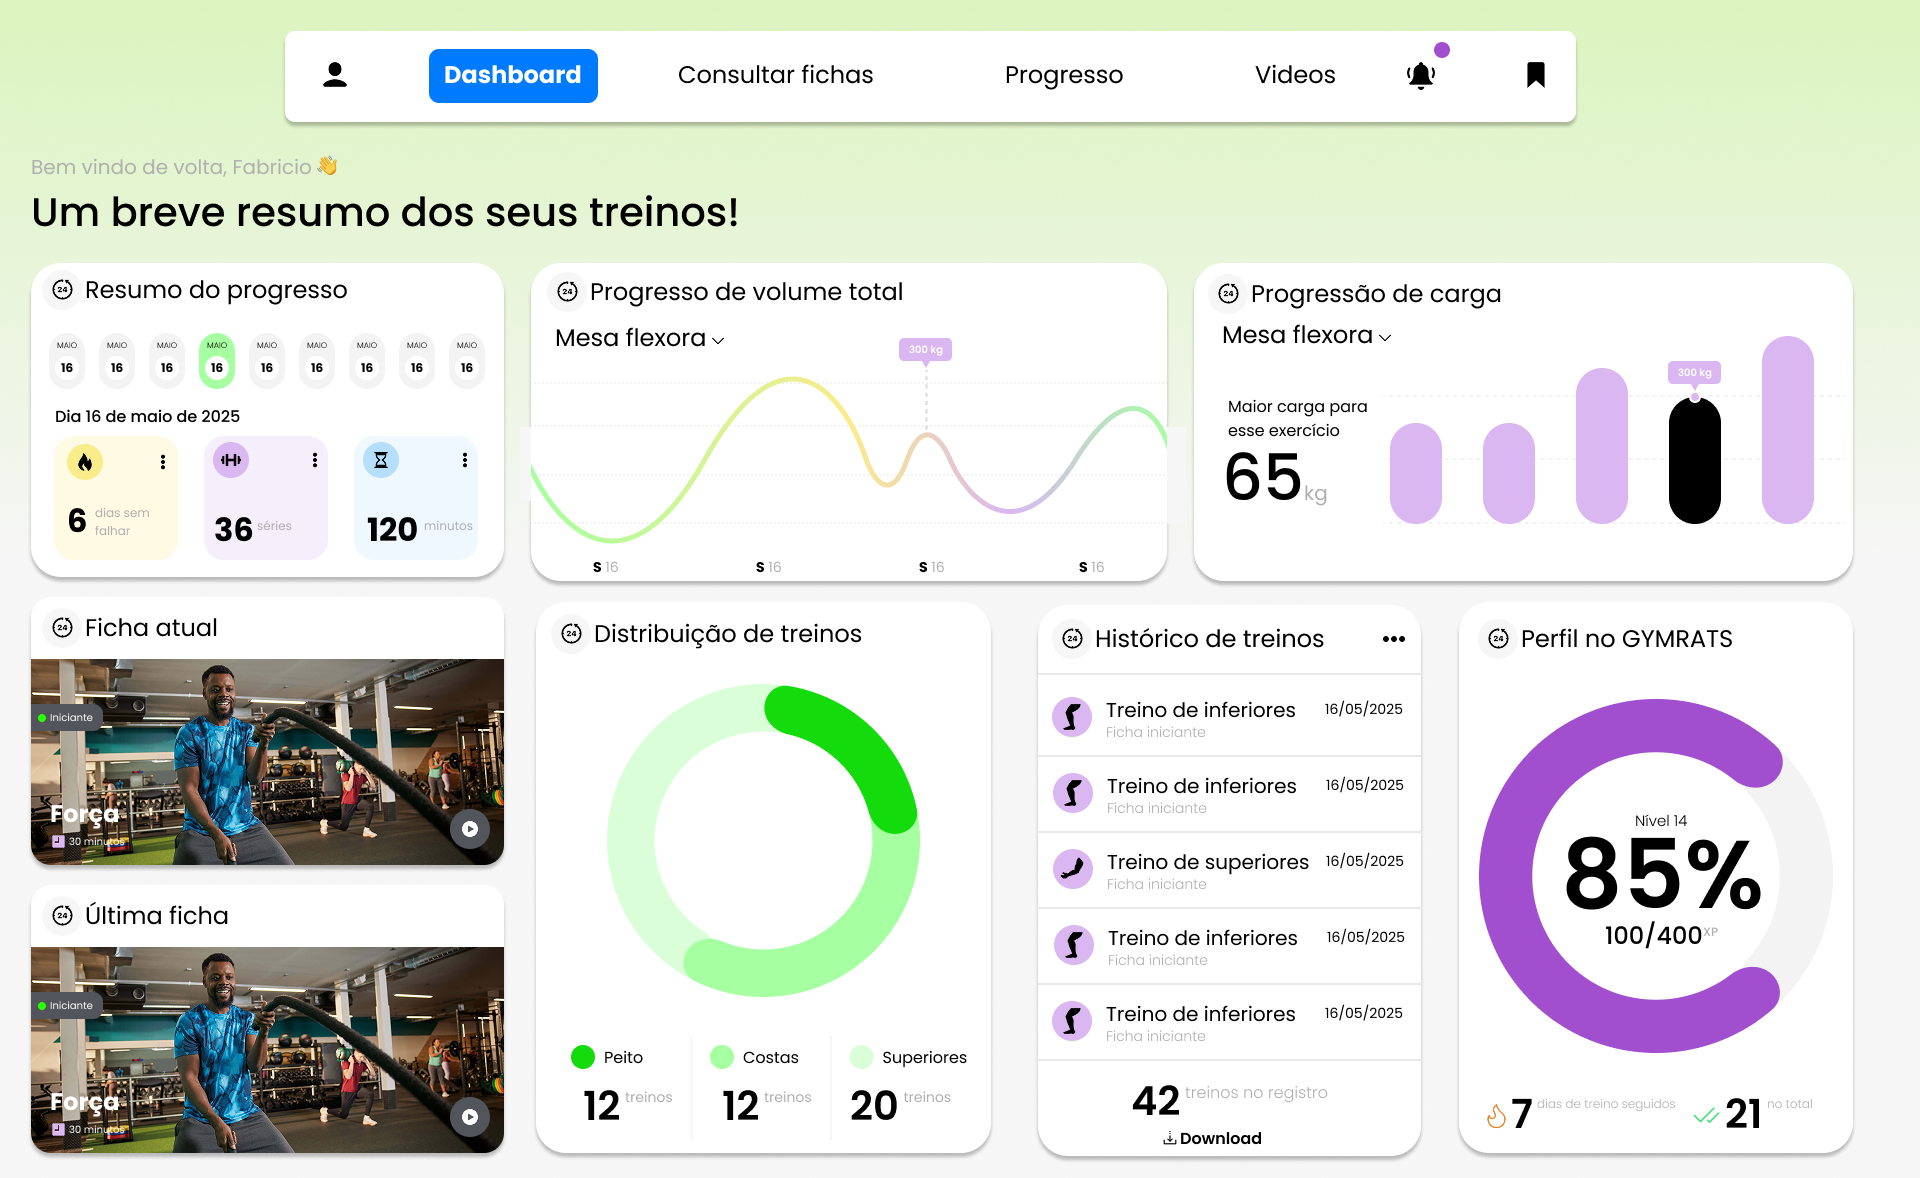 Dashboard
Consultar fichas
Progresso
Videos
Bem vindo de volta, Fabricio 👋
Um breve resumo dos seus treinos!
24 Resumo do progresso
MAIO MAIO MAIO MAIO MAIO MAIO MAIO MAIO MAIO
16 16 16 16 16 16 16 16 16
Dia 16 de maio de 2025
6 dias sem
falhar
36 séries
120 minutos
24 Progresso de volume total
Mesa flexora
300 kg
S 16 S 16 S 16 S 16
24 Progressão de carga
Mesa flexora
300 kg
Maior carga para
esse exercício
65 kg
24 Ficha atual
Iniciante
Força
30 minutos
24 Última ficha
Iniciante
Força
30 minutos
24 Distribuição de treinos
Peito
12 treinos
Costas
12 treinos
Superiores
20 treinos
24 Histórico de treinos
Treino de inferiores 16/05/2025
Ficha iniciante
Treino de inferiores 16/05/2025
Ficha iniciante
Treino de superiores 16/05/2025
Ficha iniciante
Treino de inferiores 16/05/2025
Ficha iniciante
Treino de inferiores 16/05/2025
Ficha iniciante
42 treinos no registro
Download
24 Perfil no GYMRATS
Nível 14
85%
100/400 XP
7 dias de treino seguidos
21 no total